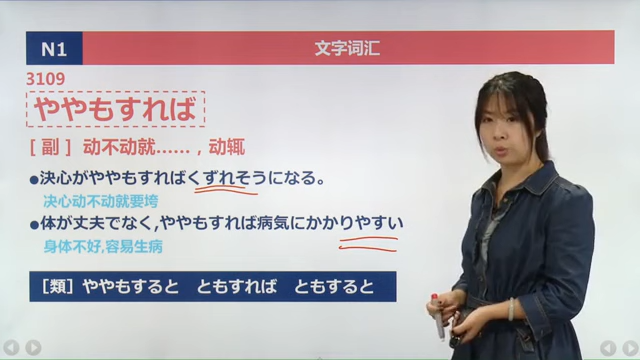 N1 文字词汇
3109
ややもすれば
[ 副 ] 动不动就……，动辄
●决心がややもすればくずれそうになる。
决心动不动就要垮
●体が丈夫でなく,ややもすれば病気にかかりやすい
身体不好,容易生病
［類］ややもすると ともすれば ともすると